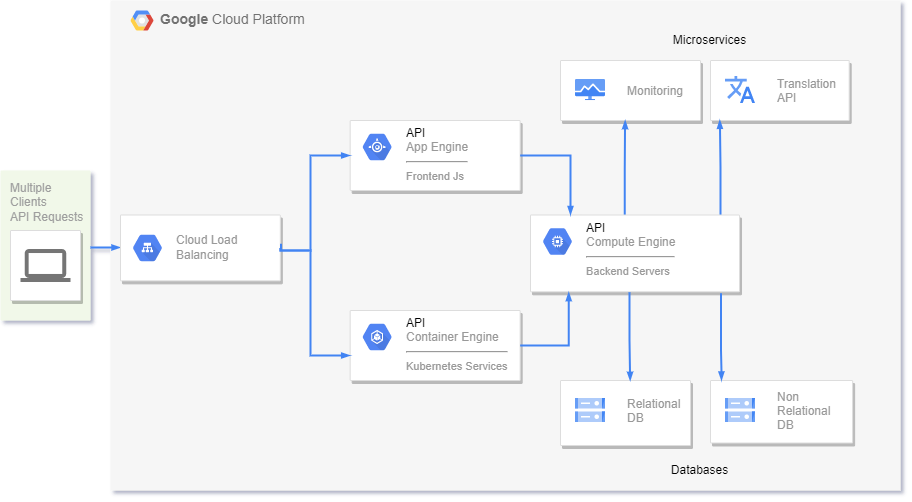 Google Cloud Platform
Microservices
Monitoring
Translation
API
API
App Engine
Frontend Js
Multiple
Clients
API Requests
Cloud Load
Balancing
API
Compute Engine
Backend Servers
API
Container Engine
Kubernetes Services
Relational
DB
Non
Relational
DB
Databases